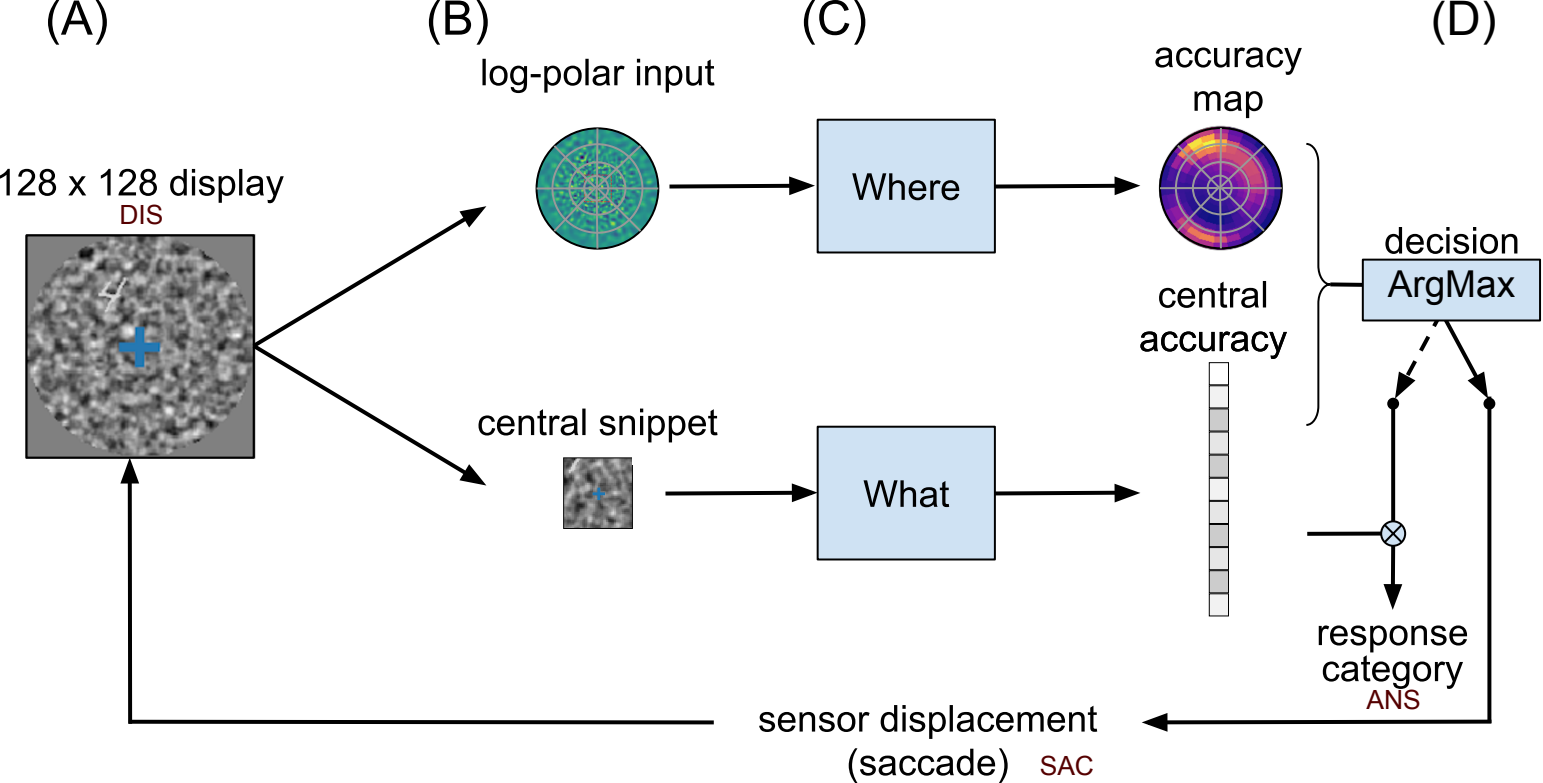 (A)
(B)
(C)
(D)
log-polar input
accuracy
map
128 x 128 display
DIS
Where
decision
ArgMax
central
accuracy
central snippet
What
response
category
ANS
sensor displacement
(saccade) SAC